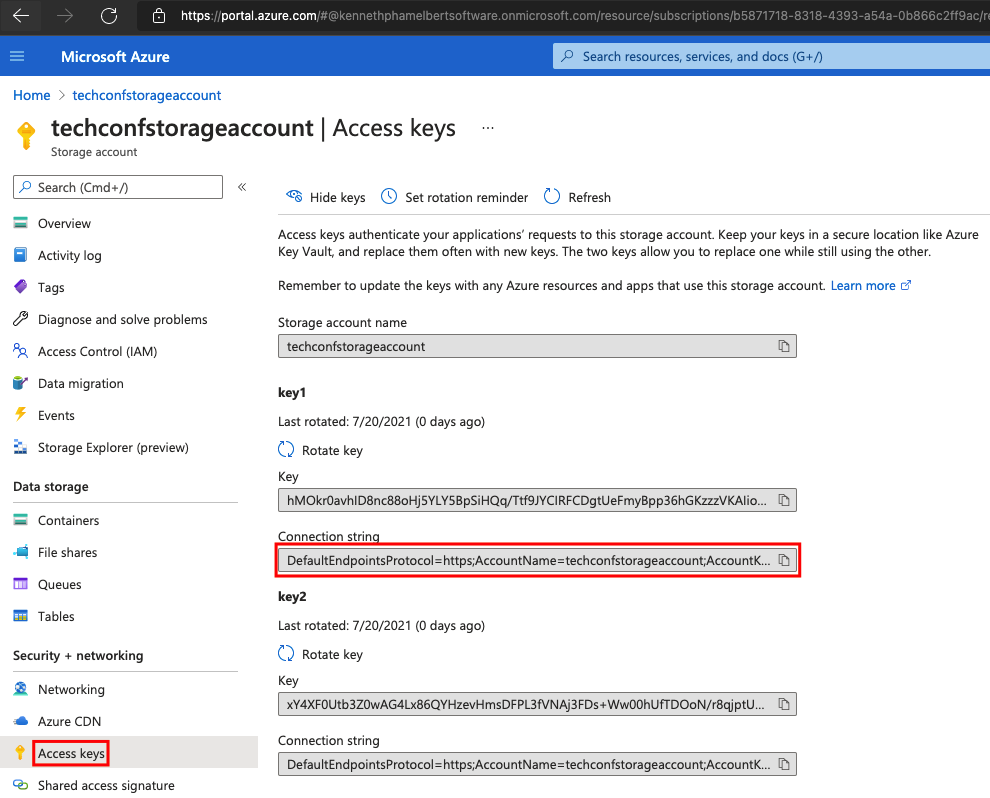 https://portal.azure.com/#@kennethphamelbertsoftware.onmicrosoft.com/resource/subscriptions/b5871718-8318-4393-a54a-0b866c2ff9ac/re
Microsoft Azure
Search resources, services, and docs (G+/)
Home > techconfstorageaccount
techconfstorageaccount | Access keys ...
Storage account
Search (Cmd+/) «
Overview
Activity log
Tags
Diagnose and solve problems
Access Control (IAM)
Data migration
Events
Storage Explorer (preview)
Data storage
Containers
File shares
Queues
Tables
Security + networking
Networking
Azure CDN
Access keys
Shared access signature
Hide keys Set rotation reminder Refresh
Access keys authenticate your applications' requests to this storage account. Keep your keys in a secure location like Azure
Key Vault, and replace them often with new keys. The two keys allow you to replace one while still using the other.
Remember to update the keys with any Azure resources and apps that use this storage account. Learn more
Storage account name
techconfstorageaccount
key1
Last rotated: 7/20/2021 (0 days ago)
Rotate key
Key
hMOkr0avhID8nc88oHj5YLY5BpSiHQq/Ttf9JYCIRFCDgtUeFmyBpp36hGKzzzVKAIio...
Connection string
DefaultEndpointsProtocol=https;AccountName=techconfstorageaccount;AccountK...
key2
Last rotated: 7/20/2021 (0 days ago)
Rotate key
Key
xY4XF0Utb3Z0wAG4Lx86QYHzevHmsDFPL3fVNAj3FDs+Ww00hUfTDOoN/r8qjptU...
Connection string
DefaultEndpointsProtocol=https;AccountName=techconfstorageaccount;AccountK...